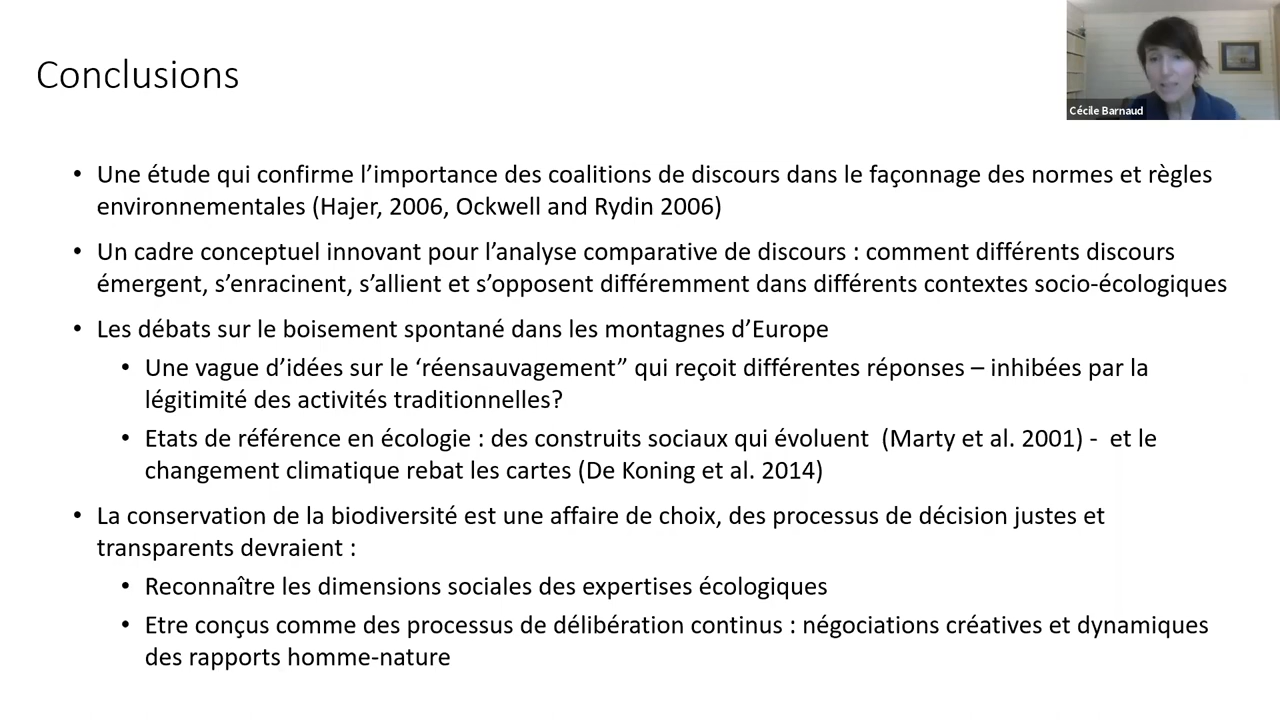 Conclusions
Cécile Barnaud
• Une étude qui confirme l’importance des coalitions de discours dans le façonnage des normes et règles
environnementales (Hajer, 2006, Ockwell and Rydin 2006)
• Un cadre conceptuel innovant pour l’analyse comparative de discours : comment différents discours
émergent, s’enracinent, s’allient et s’opposent différemment dans différents contextes socio-écologiques
• Les débats sur le boisement spontané dans les montagnes d’Europe
• Une vague d’idées sur le ‘réensauvagement” qui reçoit différentes réponses – inhibées par la
légitimité des activités traditionnelles?
• Etats de référence en écologie : des construits sociaux qui évoluent  (Marty et al. 2001) -  et le
changement climatique rebat les cartes (De Koning et al. 2014)
• La conservation de la biodiversité est une affaire de choix, des processus de décision justes et
transparents devraient :
• Reconnaître les dimensions sociales des expertises écologiques
• Etre conçus comme des processus de délibération continus : négociations créatives et dynamiques
des rapports homme-nature